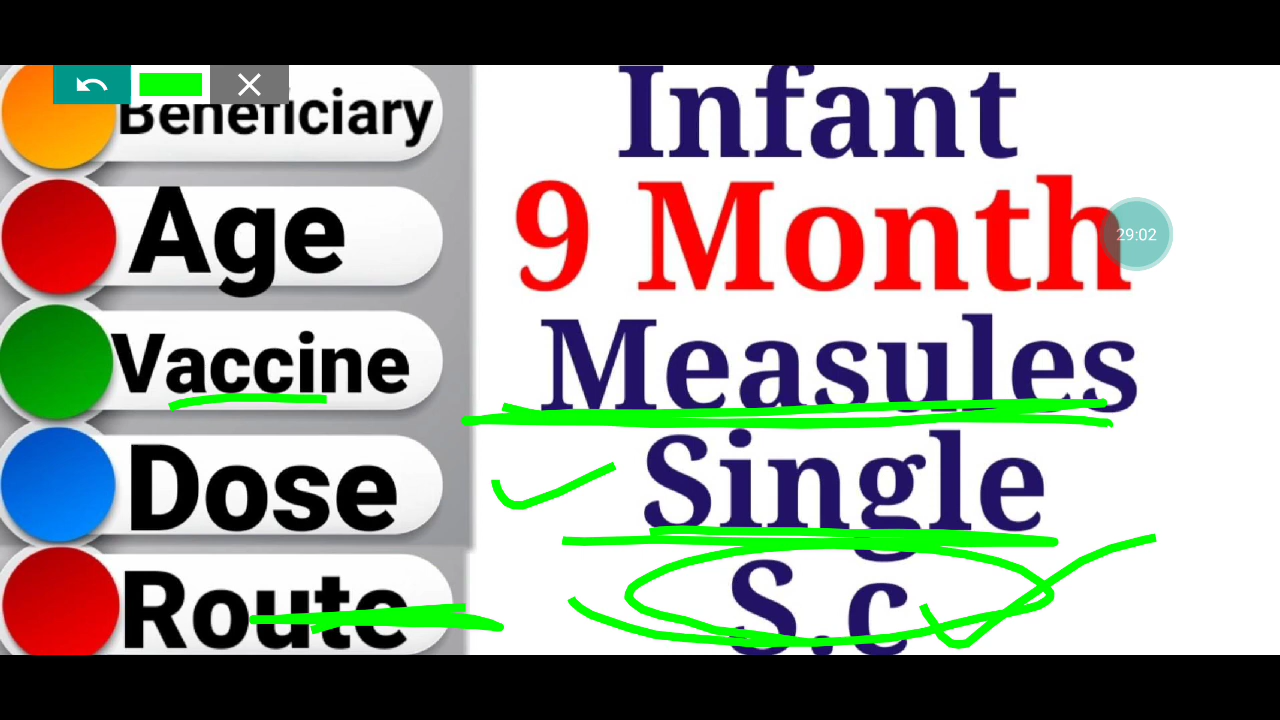 Beneficiary Infant
Age 9 Month
29:02
Vaccine Measules
Dose Single
Route S.c